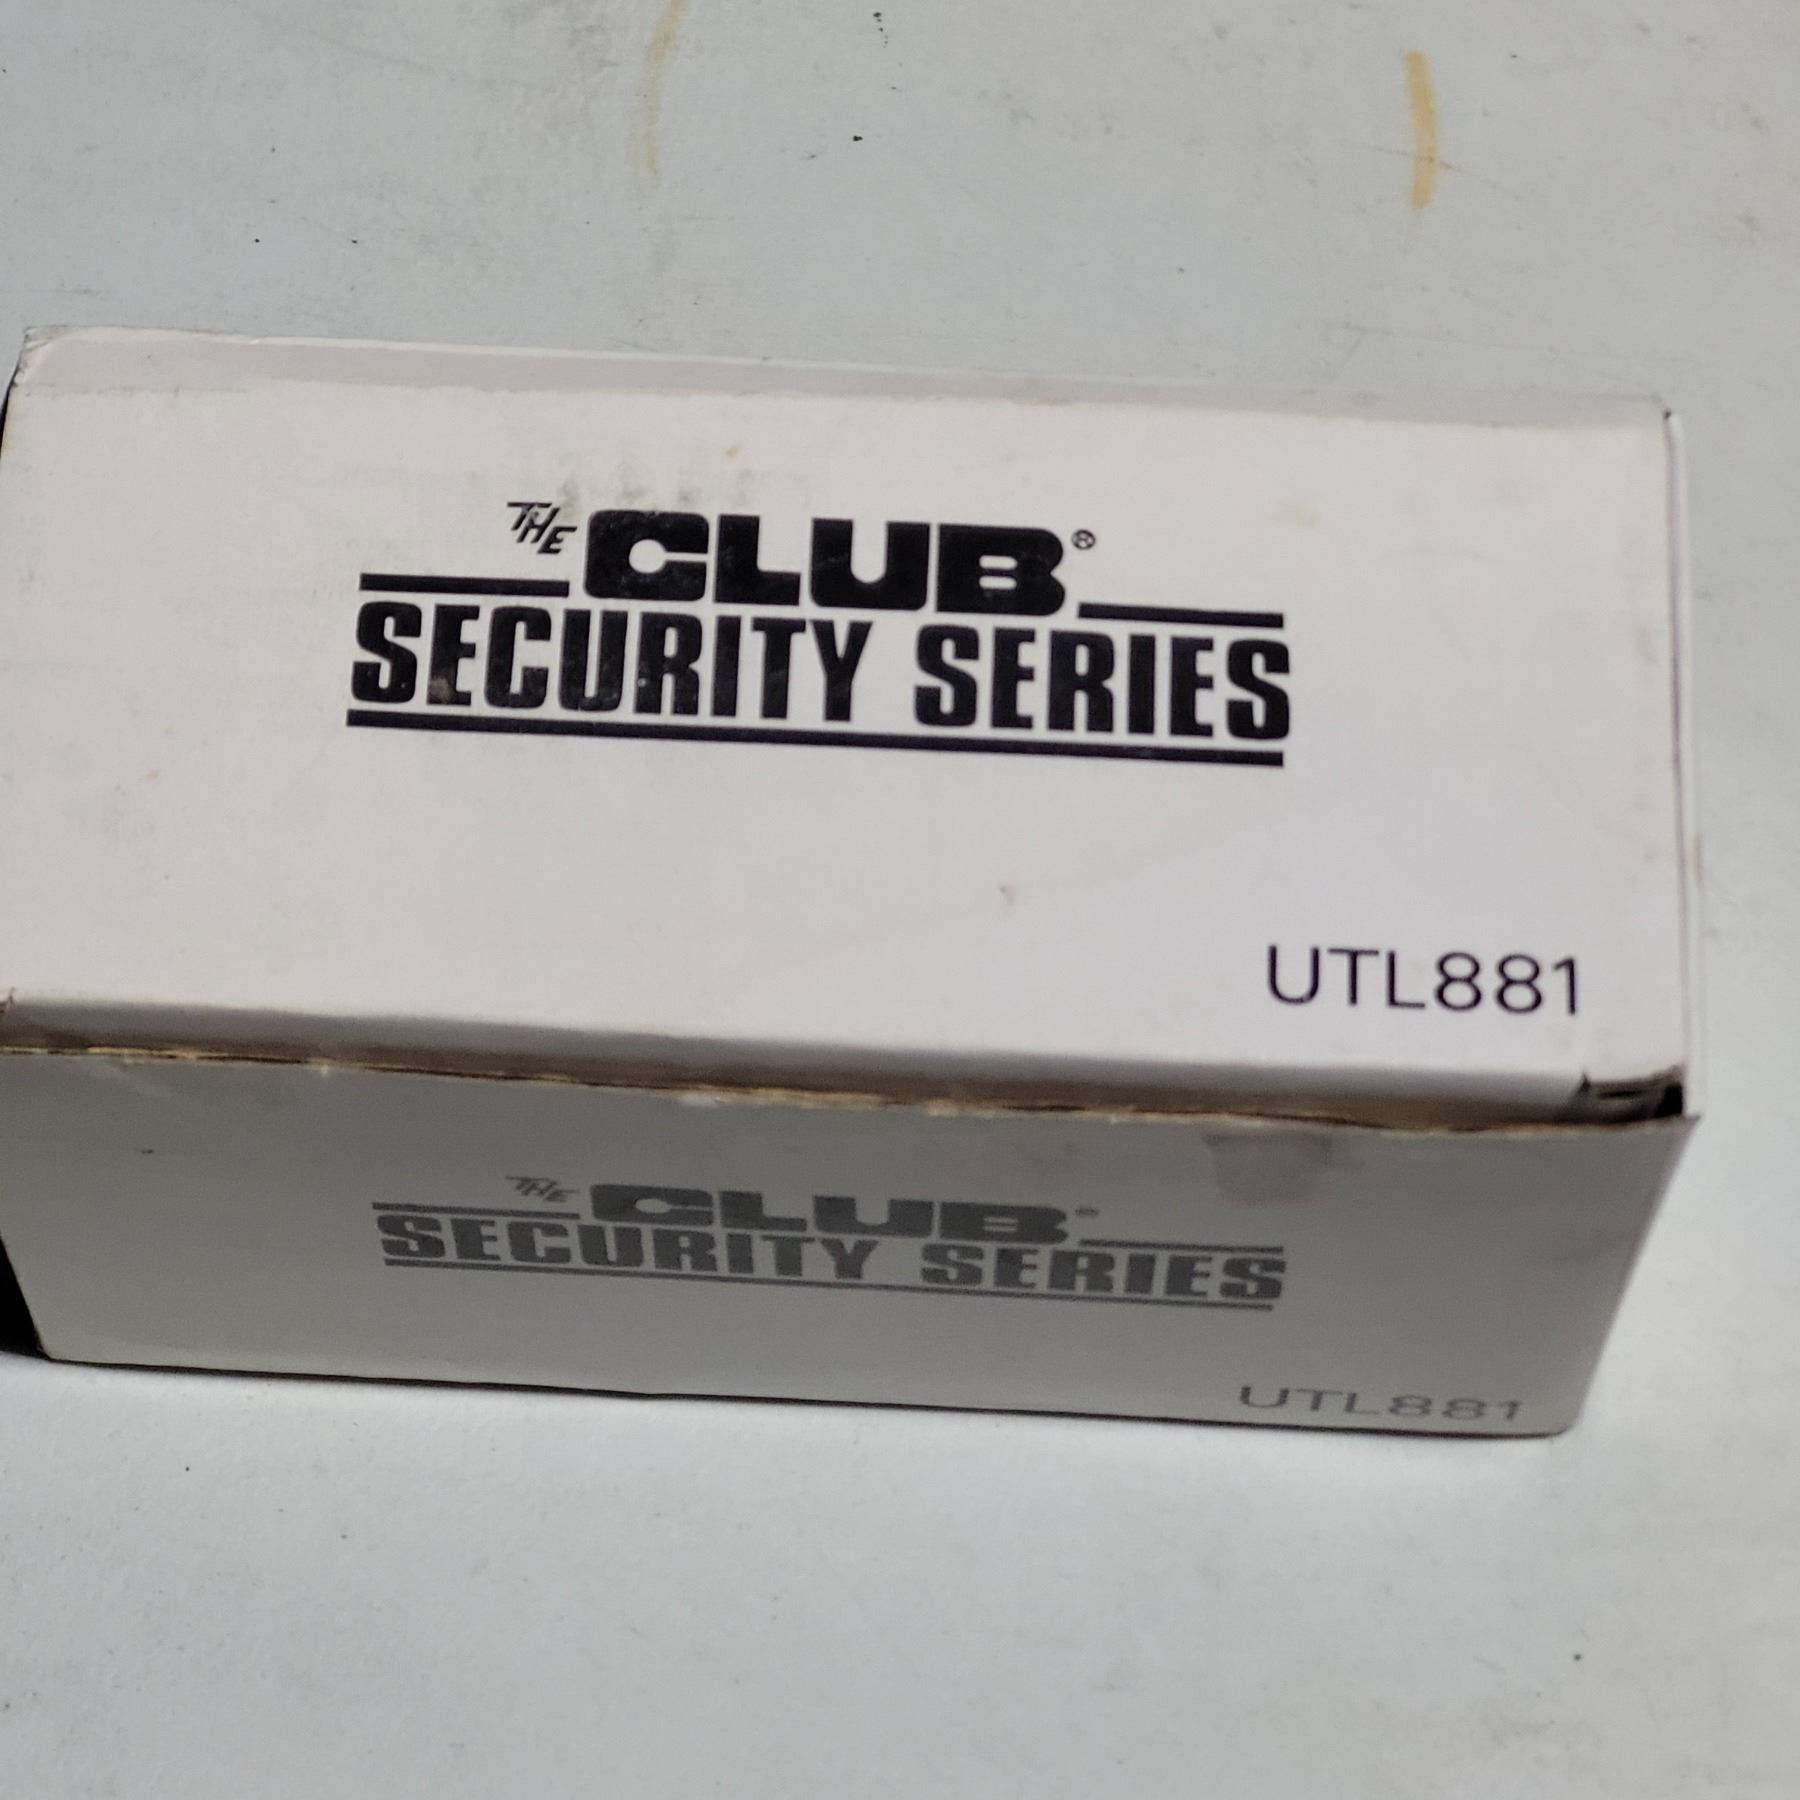 THE CLUB®
SECURITY SERIES
UTL881
THE CLUB®
SECURITY SERIES
UTL881